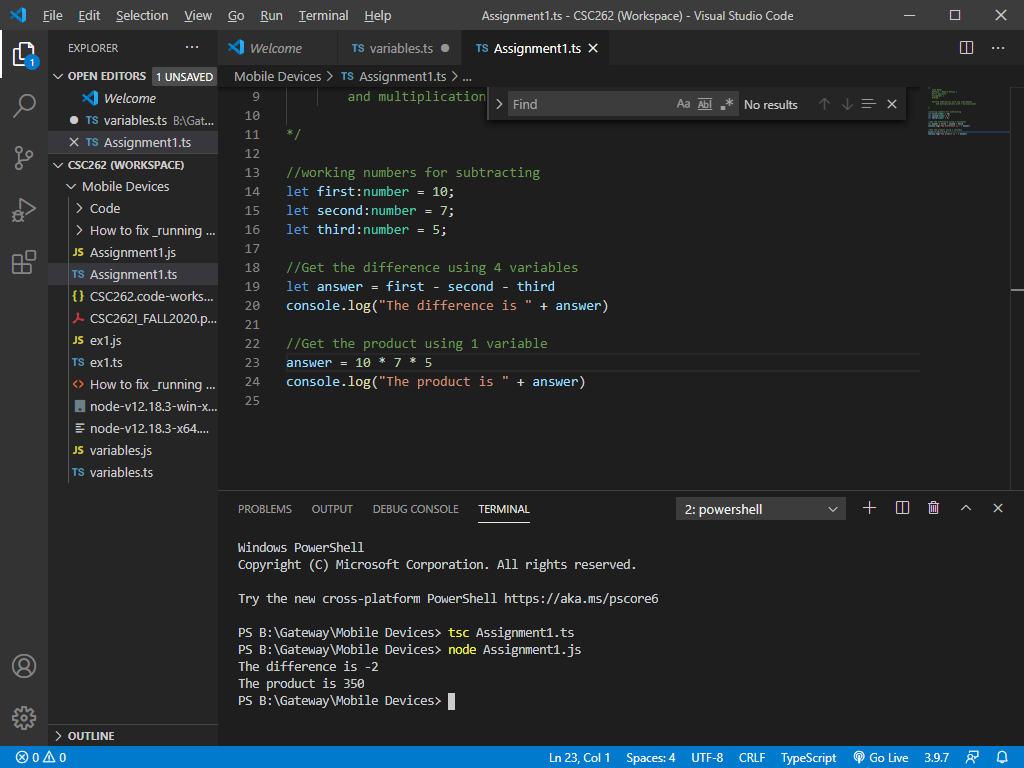 File Edit Selection View Go Run Terminal Help Assignment1.ts - CSC262 (Workspace) - Visual Studio Code
EXPLORER
Welcome TS variables.ts TS Assignment1.ts
1
OPEN EDITORS 1 UNSAVED
Welcome
TS variables.ts B:\Gat...
TS Assignment1.ts
CSC262 (WORKSPACE)
Mobile Devices
Code
How to fix _running ...
JS Assignment1.js
TS Assignment1.ts
{} CSC262.code-works...
CSC262I_FALL2020.p...
JS ex1.js
TS ex1.ts
<> How to fix _running ...
node-v12.18.3-win-x...
node-v12.18.3-x64....
JS variables.js
TS variables.ts
OUTLINE
Mobile Devices > TS Assignment1.ts > ...
Find Aa Abl .* No results
9 and multiplication
10
11 */
12
13 //working numbers for subtracting
14 let first:number = 10;
15 let second:number = 7;
16 let third:number = 5;
17
18 //Get the difference using 4 variables
19 let answer = first - second - third
20 console.log("The difference is " + answer)
21
22 //Get the product using 1 variable
23 answer = 10 * 7 * 5
24 console.log("The product is " + answer)
25
PROBLEMS OUTPUT DEBUG CONSOLE TERMINAL 2: powershell
Windows PowerShell
Copyright (C) Microsoft Corporation. All rights reserved.
Try the new cross-platform PowerShell https://aka.ms/pscore6
PS B:\Gateway\Mobile Devices> tsc Assignment1.ts
PS B:\Gateway\Mobile Devices> node Assignment1.js
The difference is -2
The product is 350
PS B:\Gateway\Mobile Devices>
0 0 Ln 23, Col 1 Spaces: 4 UTF-8 CRLF TypeScript Go Live 3.9.7